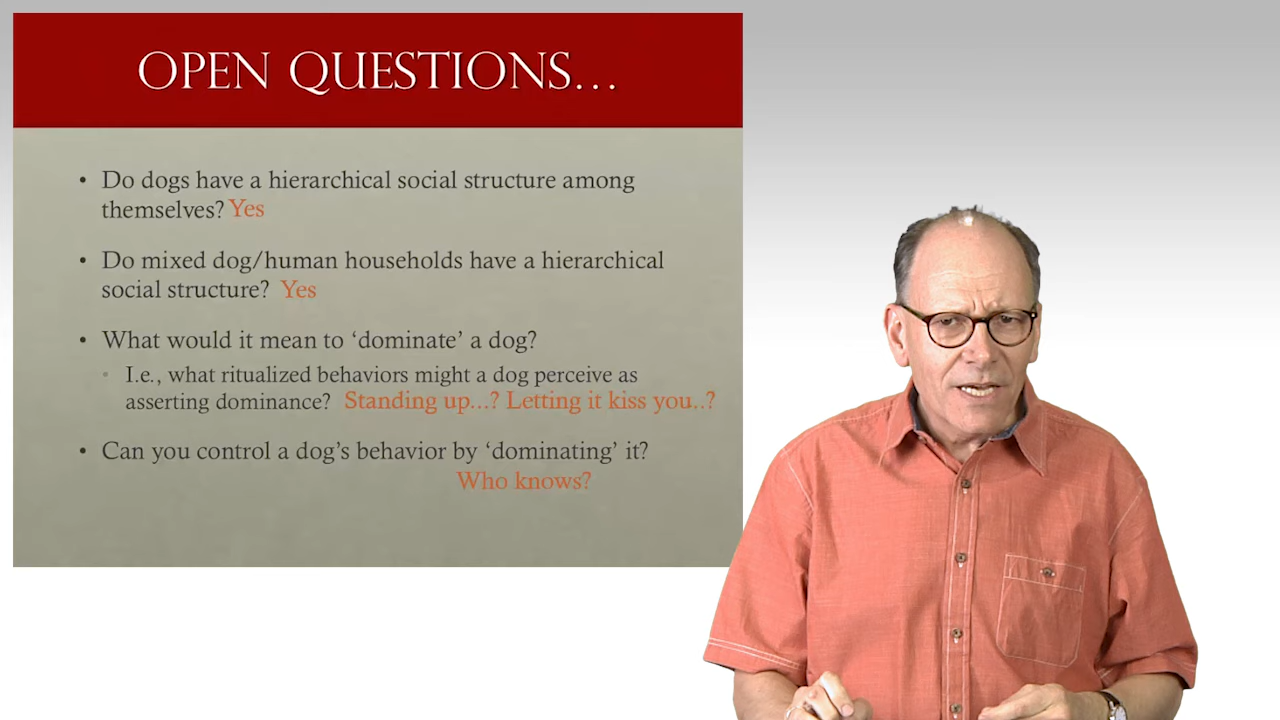 OPEN QUESTIONS...
• Do dogs have a hierarchical social structure among
themselves? Yes
• Do mixed dog/human households have a hierarchical
social structure? Yes
• What would it mean to ‘dominate’ a dog?
◦ I.e., what ritualized behaviors might a dog perceive as
asserting dominance? Standing up...? Letting it kiss you..?
• Can you control a dog’s behavior by ‘dominating’ it?
Who knows?